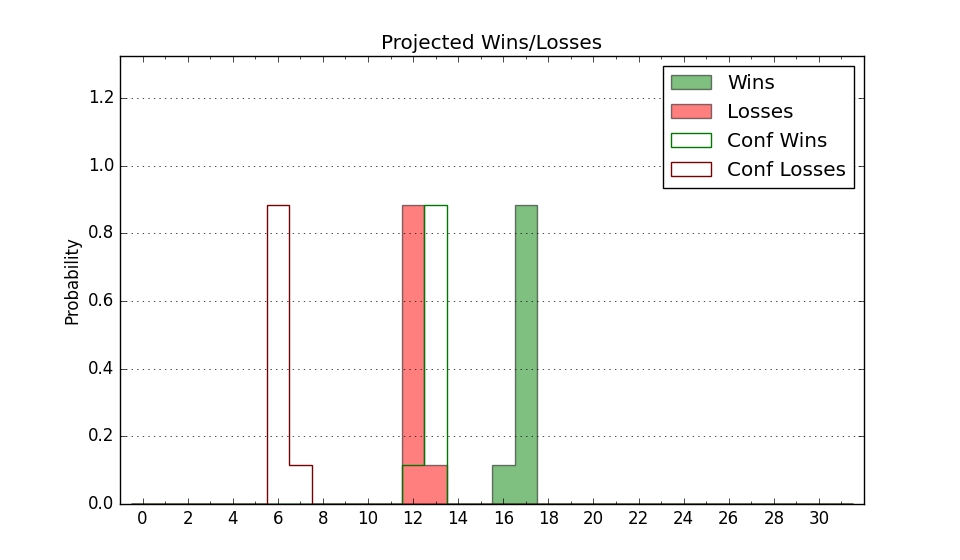 Projected Wins/Losses
Wins
Losses
Conf Wins
Conf Losses
Probability
1.2
1.0
0.8
0.6
0.4
0.2
0.0
0 2 4 6 8 10 12 14 16 18 20 22 24 26 28 30